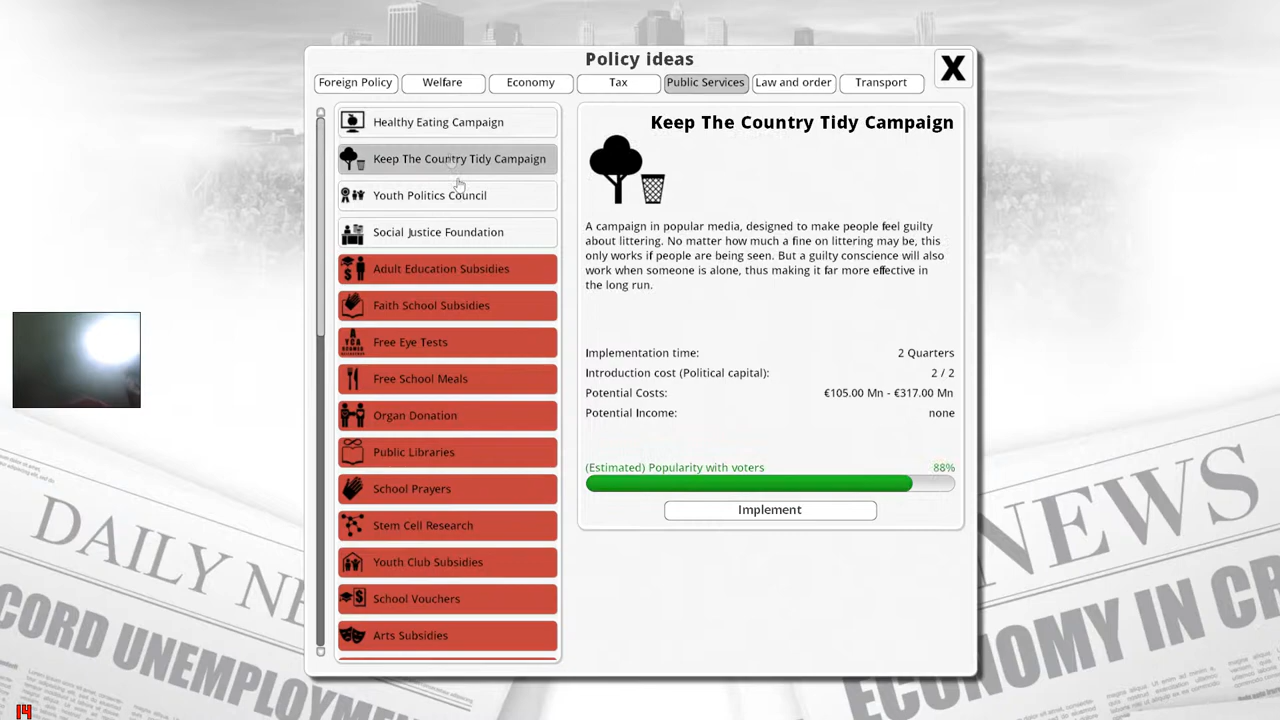 Policy ideas
X
Foreign Policy
Welfare
Economy
Tax
Public Services
Law and order
Transport
Healthy Eating Campaign
Keep The Country Tidy Campaign
Youth Politics Council
Social Justice Foundation
Adult Education Subsidies
Faith School Subsidies
Free Eye Tests
Free School Meals
Organ Donation
Public Libraries
School Prayers
Stem Cell Research
Youth Club Subsidies
School Vouchers
Arts Subsidies
Keep The Country Tidy Campaign
A campaign in popular media, designed to make people feel guilty
about littering. No matter how much a fine on littering may be, this
only works if people are being seen. But a guilty conscience will also
work when someone is alone, thus making it far more effective in
the long run.
Implementation time: 2 Quarters
Introduction cost (Political capital): 2 / 2
Potential Costs: €105.00 Mn - €317.00 Mn
Potential Income: none
(Estimated) Popularity with voters 88%
Implement
DAILY NE
CORD UNEMPLOYM
NEWS
ECONOMY IN CR
14